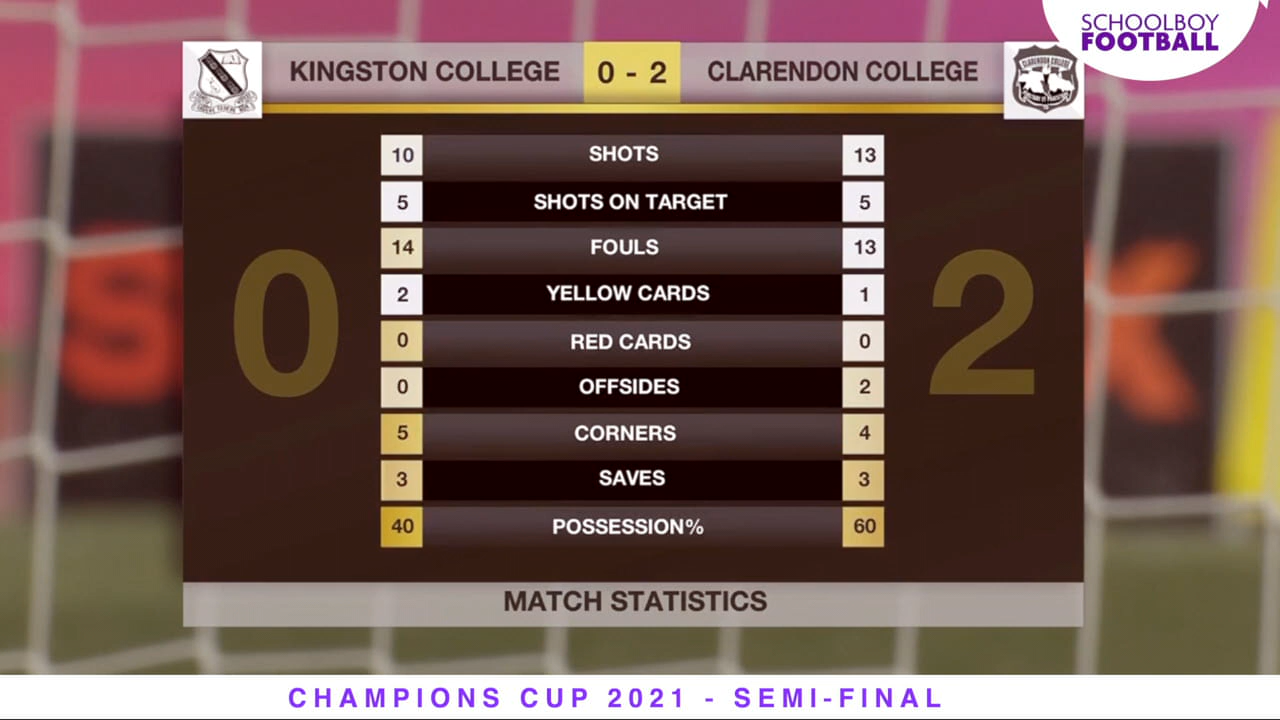 SCHOOLBOY
FOOTBALL
KINGSTON COLLEGE 0 - 2 CLARENDON COLLEGE
CLARENDON COLLEGE
10 SHOTS 13
5 SHOTS ON TARGET 5
14 FOULS 13
2 YELLOW CARDS 1
0 RED CARDS 0
0 OFFSIDES 2
5 CORNERS 4
3 SAVES 3
40 POSSESSION% 60
0 2
MATCH STATISTICS
CHAMPIONS CUP 2021 - SEMI-FINAL